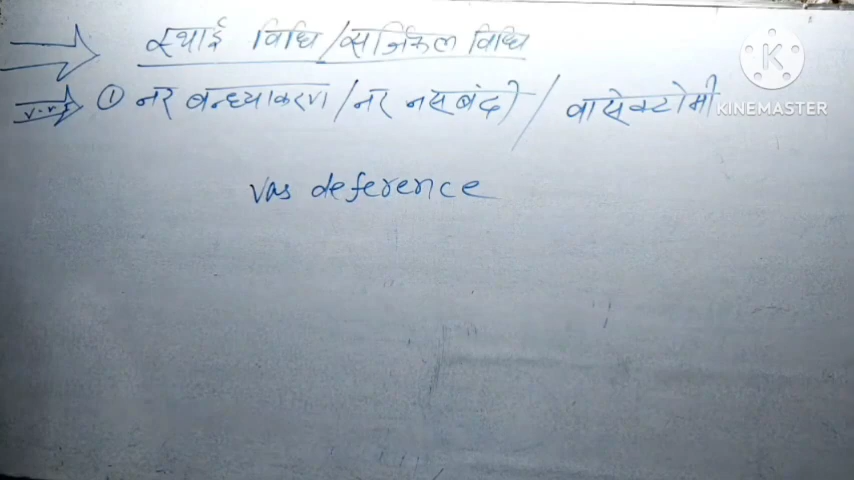 स्थाई विधि/सर्जिकल विधि
v.v.I ① नर बन्ध्याकरण/नर नसबंदी/वासेक्टोमी
KINEMASTER
vas deference